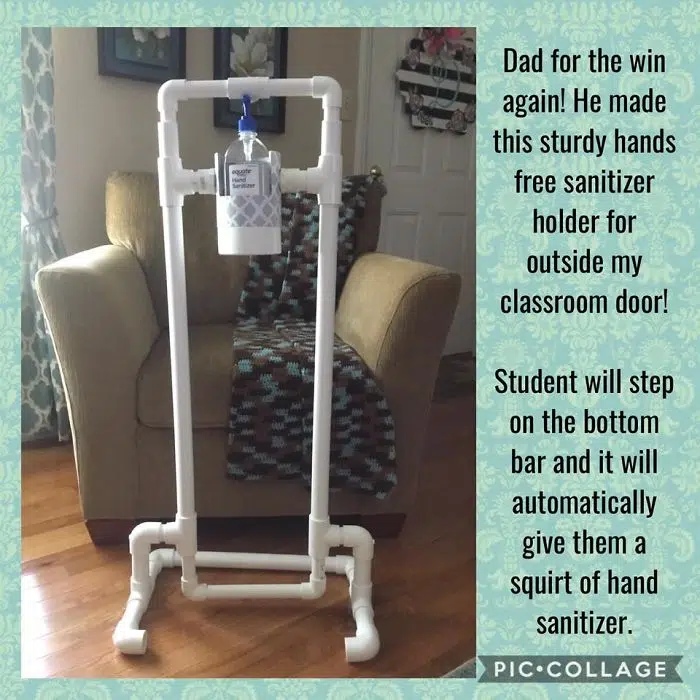 Dad for the win
again! He made
this sturdy hands
free sanitizer
holder for
outside my
classroom door!
Student will step
on the bottom
bar and it will
automatically
give them a
squirt of hand
sanitizer.
equate
Hand
Sanitizer
PIC•COLLAGE